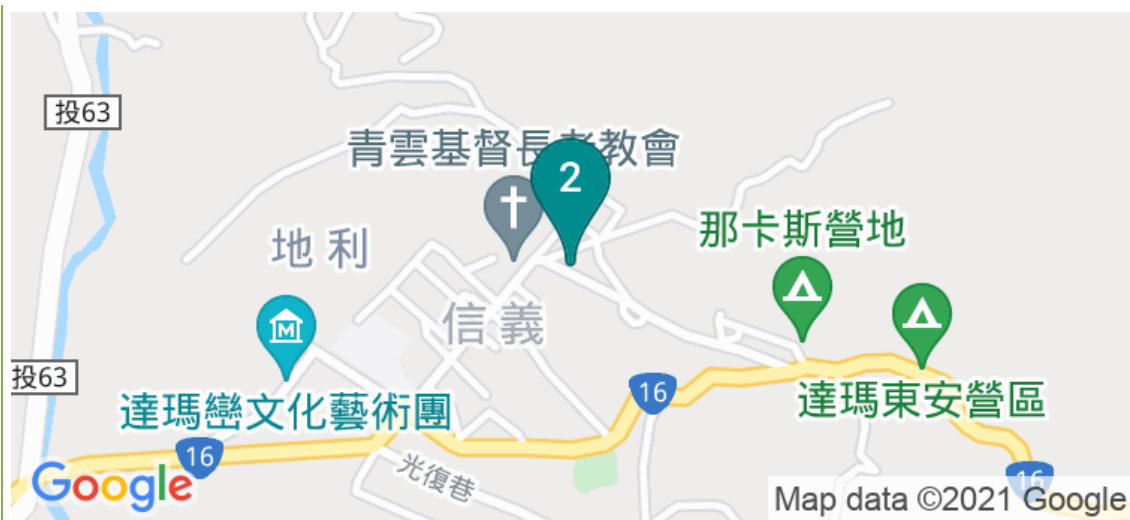 投63
青雲基督長老教會
2
那卡斯營地
地利
信義
投63
16
達瑪巒文化藝術團
達瑪東安營區
16
光復巷
16
Google
Map data ©2021 Google